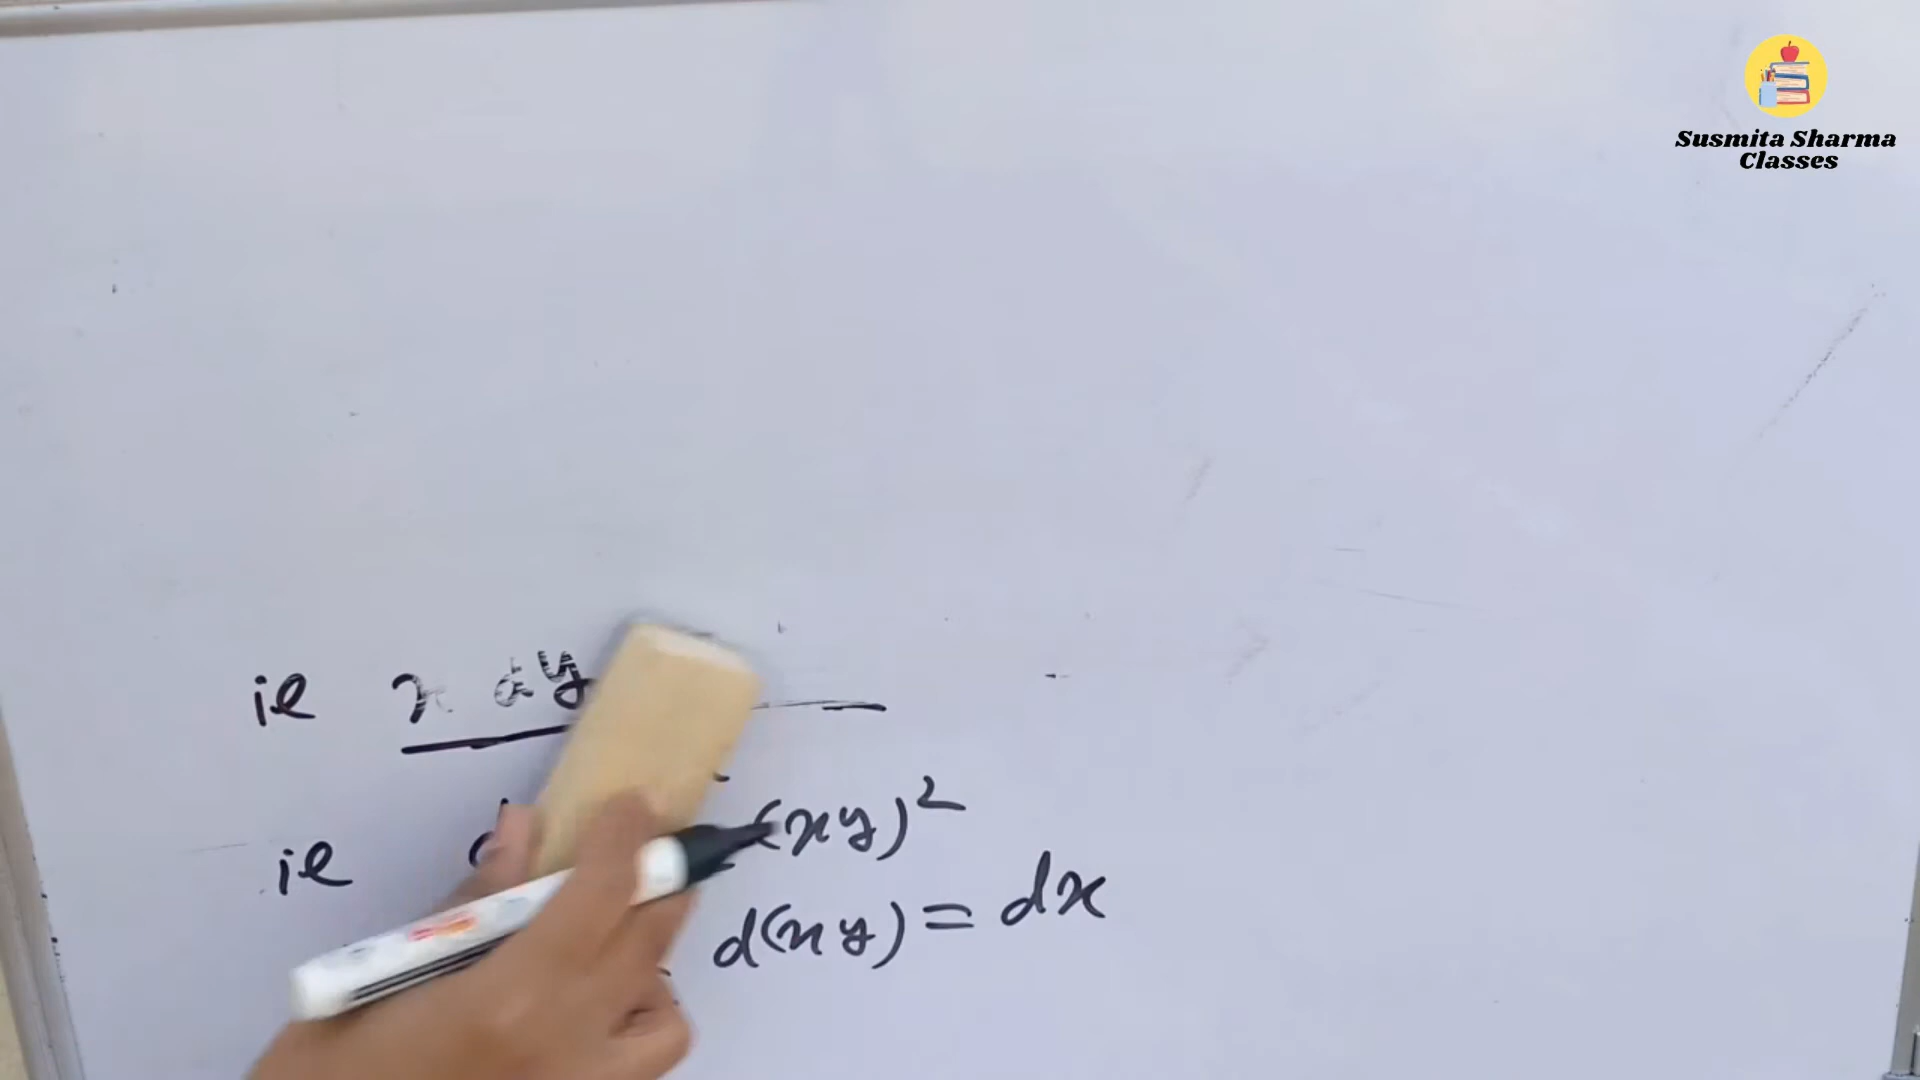 Susmita Sharma
Classes
ie x dy
ie (xy)²
d(xy) = dx